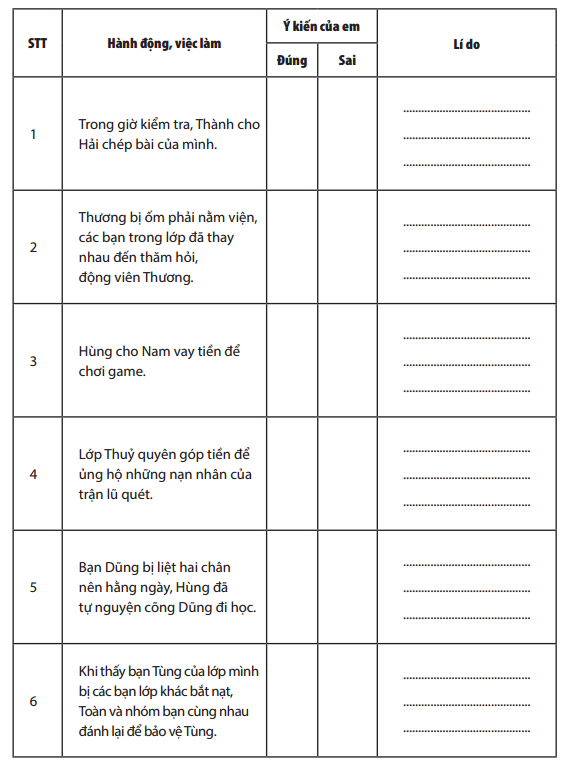 STT
Hành động, việc làm
Ý kiến của em
Đúng
Sai
Lí do
1
Trong giờ kiểm tra, Thành cho
Hải chép bài của mình.
...........................................
...........................................
...........................................
2
Thương bị ốm phải nằm viện,
các bạn trong lớp đã thay
nhau đến thăm hỏi,
động viên Thương.
...........................................
...........................................
...........................................
3
Hùng cho Nam vay tiền để
chơi game.
...........................................
...........................................
...........................................
4
Lớp Thuỷ quyên góp tiền để
ủng hộ những nạn nhân của
trận lũ quét.
...........................................
...........................................
...........................................
5
Bạn Dũng bị liệt hai chân
nên hằng ngày, Hùng đã
tự nguyện cõng Dũng đi học.
...........................................
...........................................
...........................................
6
Khi thấy bạn Tùng của lớp mình
bị các bạn lớp khác bắt nạt,
Toàn và nhóm bạn cùng nhau
đánh lại để bảo vệ Tùng.
...........................................
...........................................
...........................................